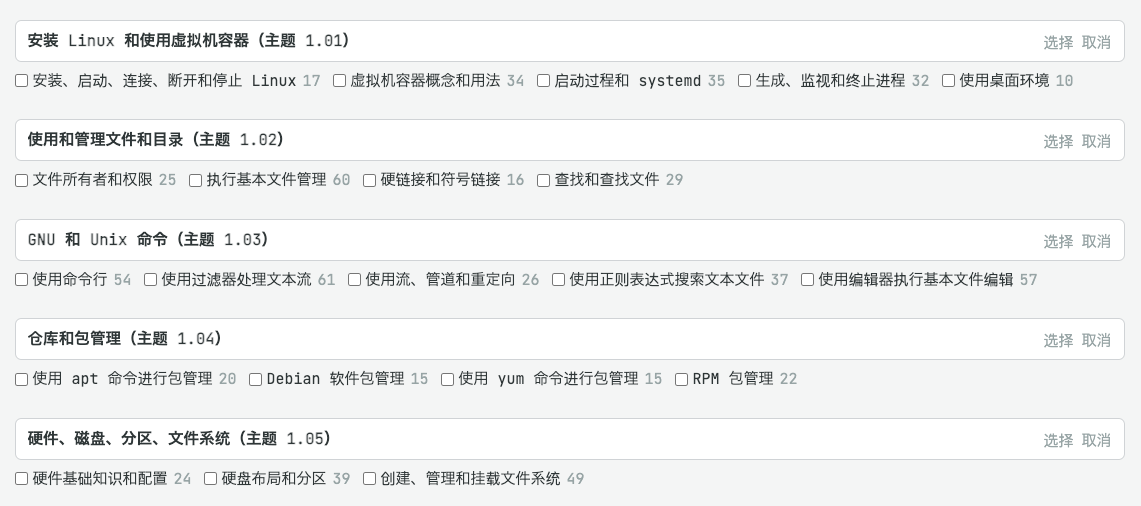 安装 Linux 和使用虚拟机容器（主题 1.01） 选择 取消
安装、启动、连接、断开和停止 Linux 17 虚拟机容器概念和用法 34 启动过程和 systemd 35 生成、监视和终止进程 32 使用桌面环境 10
使用和管理文件和目录（主题 1.02） 选择 取消
文件所有者和权限 25 执行基本文件管理 60 硬链接和符号链接 16 查找和查找文件 29
GNU 和 Unix 命令（主题 1.03） 选择 取消
使用命令行 54 使用过滤器处理文本流 61 使用流、管道和重定向 26 使用正则表达式搜索文本文件 37 使用编辑器执行基本文件编辑 57
仓库和包管理（主题 1.04） 选择 取消
使用 apt 命令进行包管理 20 Debian 软件包管理 15 使用 yum 命令进行包管理 15 RPM 包管理 22
硬件、磁盘、分区、文件系统（主题 1.05） 选择 取消
硬件基础知识和配置 24 硬盘布局和分区 39 创建、管理和挂载文件系统 49